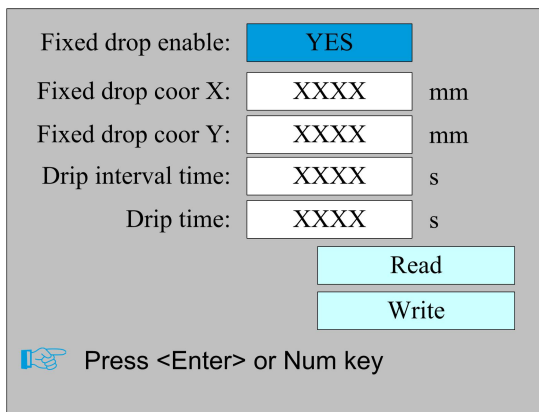 Fixed drop enable: YES
Fixed drop coor X: XXXX mm
Fixed drop coor Y: XXXX mm
Drip interval time: XXXX s
Drip time: XXXX s
Read
Write
Press <Enter> or Num key